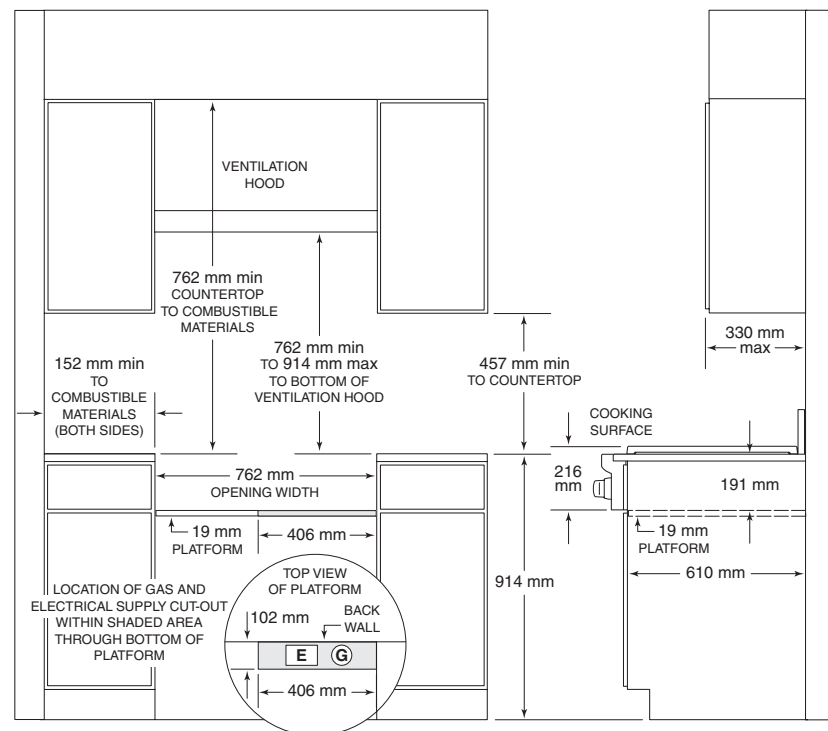 VENTILATION
HOOD
762 mm min
COUNTERTOP
TO COMBUSTIBLE
MATERIALS
762 mm min
TO 914 mm max
TO BOTTOM OF
VENTILATION HOOD
152 mm min
TO
COMBUSTIBLE
MATERIALS
(BOTH SIDES)
457 mm min
TO COUNTERTOP
330 mm
max
COOKING
SURFACE
762 mm
OPENING WIDTH
216
mm
191 mm
19 mm
PLATFORM
406 mm
19 mm
PLATFORM
610 mm
914 mm
LOCATION OF GAS AND
ELECTRICAL SUPPLY CUT-OUT
WITHIN SHADED AREA
THROUGH BOTTOM OF
PLATFORM
TOP VIEW
OF PLATFORM
102 mm
BACK
WALL
E G
406 mm